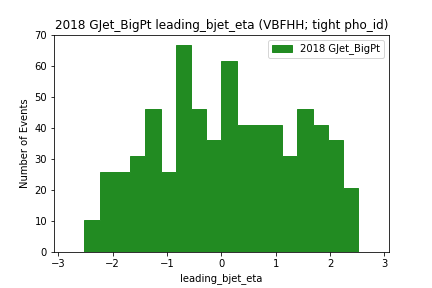 2018 GJet_BigPt leading_bjet_eta (VBFHH; tight pho_id)
2018 GJet_BigPt
Number of Events
70
60
50
40
30
20
10
0
−3 −2 −1 0 1 2 3
leading_bjet_eta